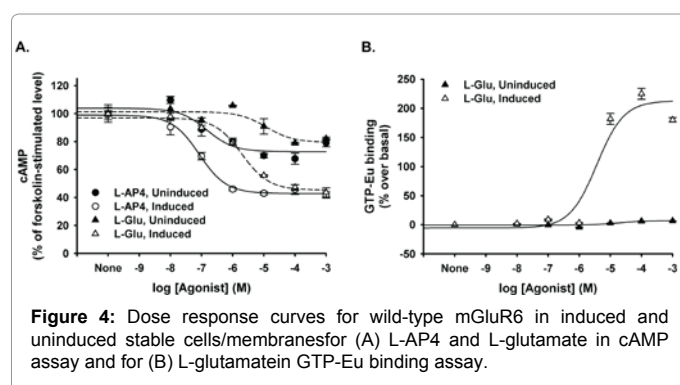 A.
120
100
80
60
40
20
0
cAMP
(% of forskolin-stimulated level)
L-AP4, Uninduced
L-AP4, Induced
L-Glu, Uninduced
L-Glu, Induced
None -9 -8 -7 -6 -5 -4 -3
log [Agonist] (M)
B.
250
200
150
100
50
0
-50
GTP-Eu binding
(% over basal)
L-Glu, Uninduced
L-Glu, Induced
None -9 -8 -7 -6 -5 -4 -3
log [Agonist] (M)
Figure 4: Dose response curves for wild-type mGluR6 in induced and
uninduced stable cells/membranesfor (A) L-AP4 and L-glutamate in cAMP
assay and for (B) L-glutamatein GTP-Eu binding assay.